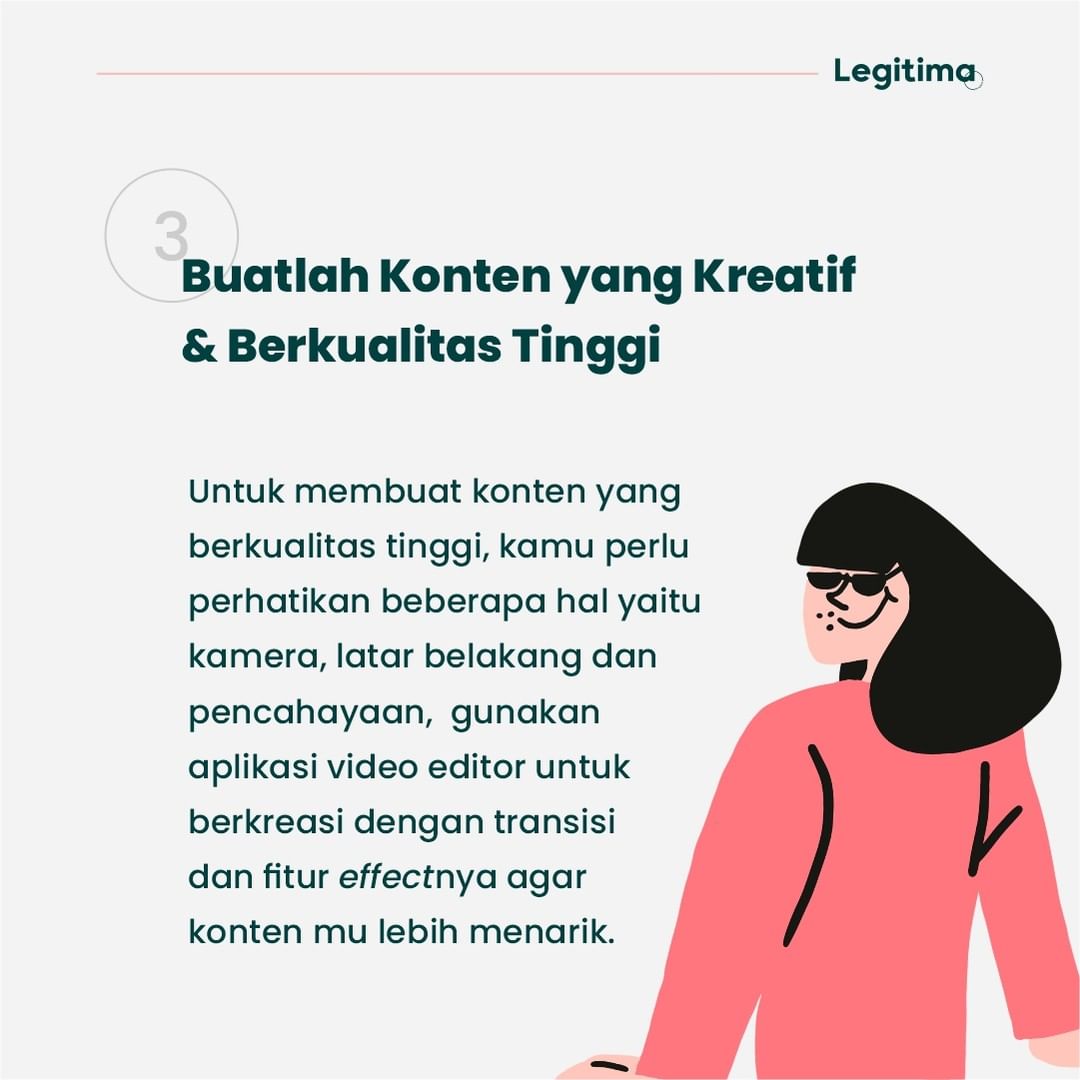 Legitima
3
Buatlah Konten yang Kreatif
& Berkualitas Tinggi
Untuk membuat konten yang
berkualitas tinggi, kamu perlu
perhatikan beberapa hal yaitu
kamera, latar belakang dan
pencahayaan,  gunakan
aplikasi video editor untuk
berkreasi dengan transisi
dan fitur effectnya agar
konten mu lebih menarik.